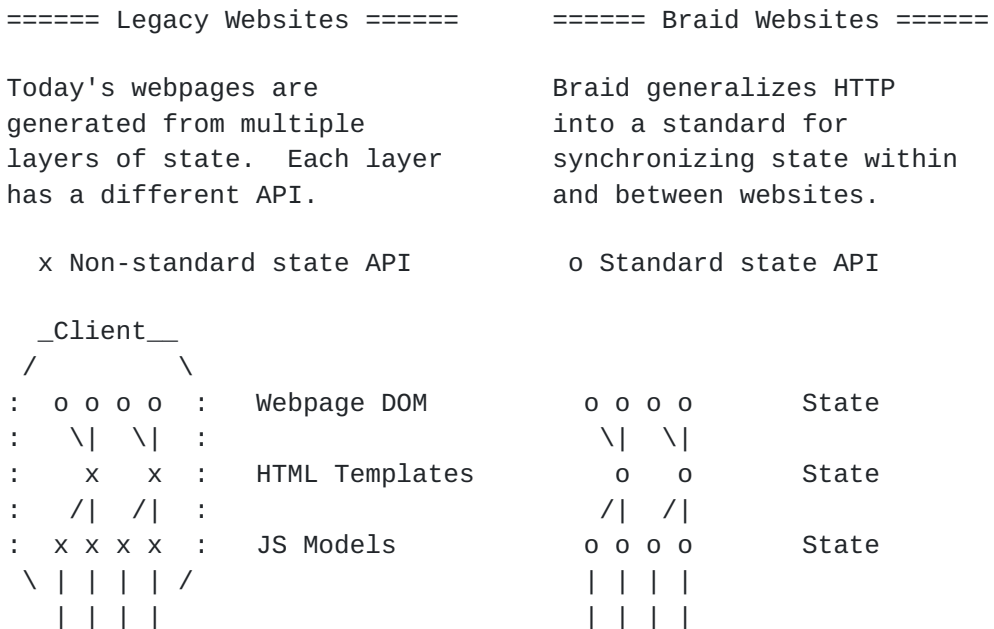 ====== Legacy Websites ======      ====== Braid Websites ======
Today's webpages are               Braid generalizes HTTP
generated from multiple            into a standard for
layers of state.  Each layer       synchronizing state within
has a different API.               and between websites.
  x Non-standard state API          o Standard state API
  _Client__
 /         \
:  o o o o  :   Webpage DOM          o o o o       State
:   \|  \|  :                         \|  \|
:    x   x  :   HTML Templates         o   o       State
:   /|  /|  :                         /|  /|
:  x x x x  :   JS Models            o o o o       State
 \ | | | | /                         | | | |
   | | | |                           | | | |